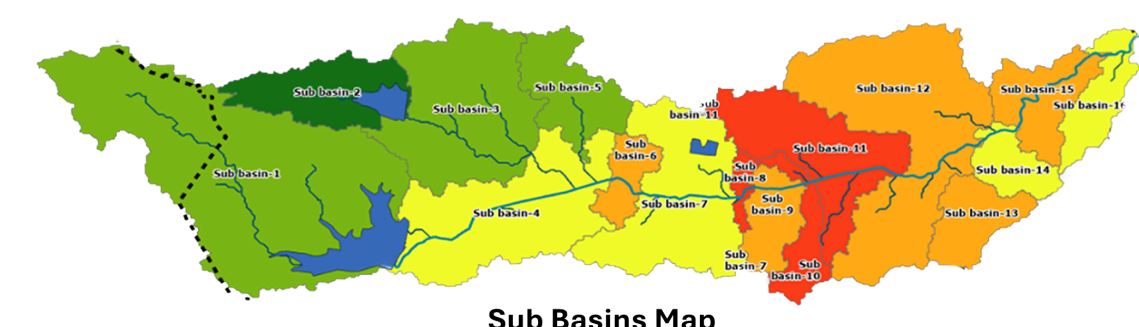 Sub basin-1
Sub basin-2
Sub basin-3
Sub basin-4
Sub basin-5
Sub
basin-6
Sub basin-7
Sub
basin-11
Sub
basin-8
Sub
basin-9
Sub
basin-7
Sub
basin-10
Sub basin-11
Sub basin-12
Sub basin-13
Sub basin-14
Sub basin-15
Sub basin-16
Sub Basins Map